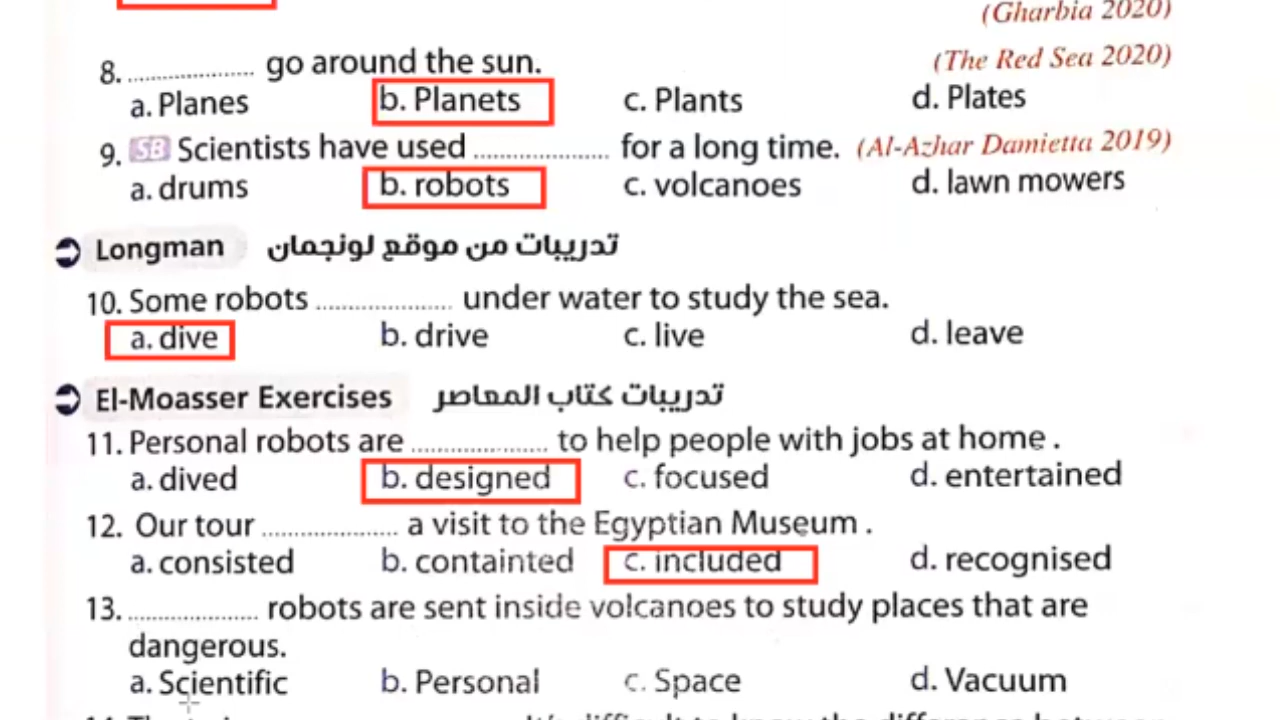 (Gharbia 2020)
8. .................... go around the sun. (The Red Sea 2020)
a. Planes b. Planets c. Plants d. Plates
9. SB Scientists have used ...................... for a long time. (Al-Azhar Damietta 2019)
a. drums b. robots c. volcanoes d. lawn mowers
Longman تدريبات من موقع لونجمان
10. Some robots ...................... under water to study the sea.
a. dive b. drive c. live d. leave
El-Moasser Exercises تدريبات كتاب المعاصر
11. Personal robots are ...................... to help people with jobs at home .
a. dived b. designed c. focused d. entertained
12. Our tour ...................... a visit to the Egyptian Museum .
a. consisted b. containted c. included d. recognised
13. .................... robots are sent inside volcanoes to study places that are
dangerous.
a. Scientific b. Personal c. Space d. Vacuum